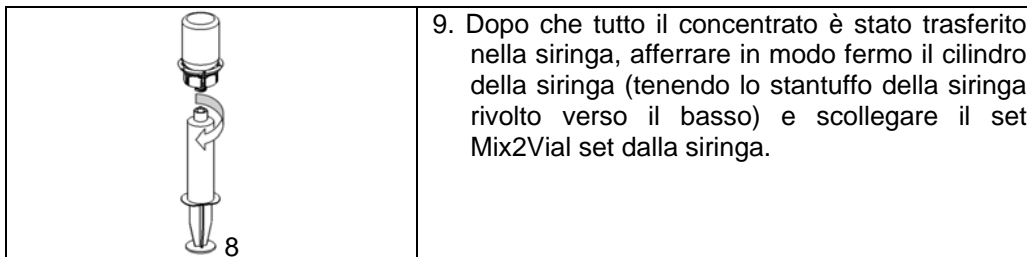 9. Dopo che tutto il concentrato è stato trasferito
nella siringa, afferrare in modo fermo il cilindro
della siringa (tenendo lo stantuffo della siringa
rivolto verso il basso) e scollegare il set
Mix2Vial set dalla siringa.
8